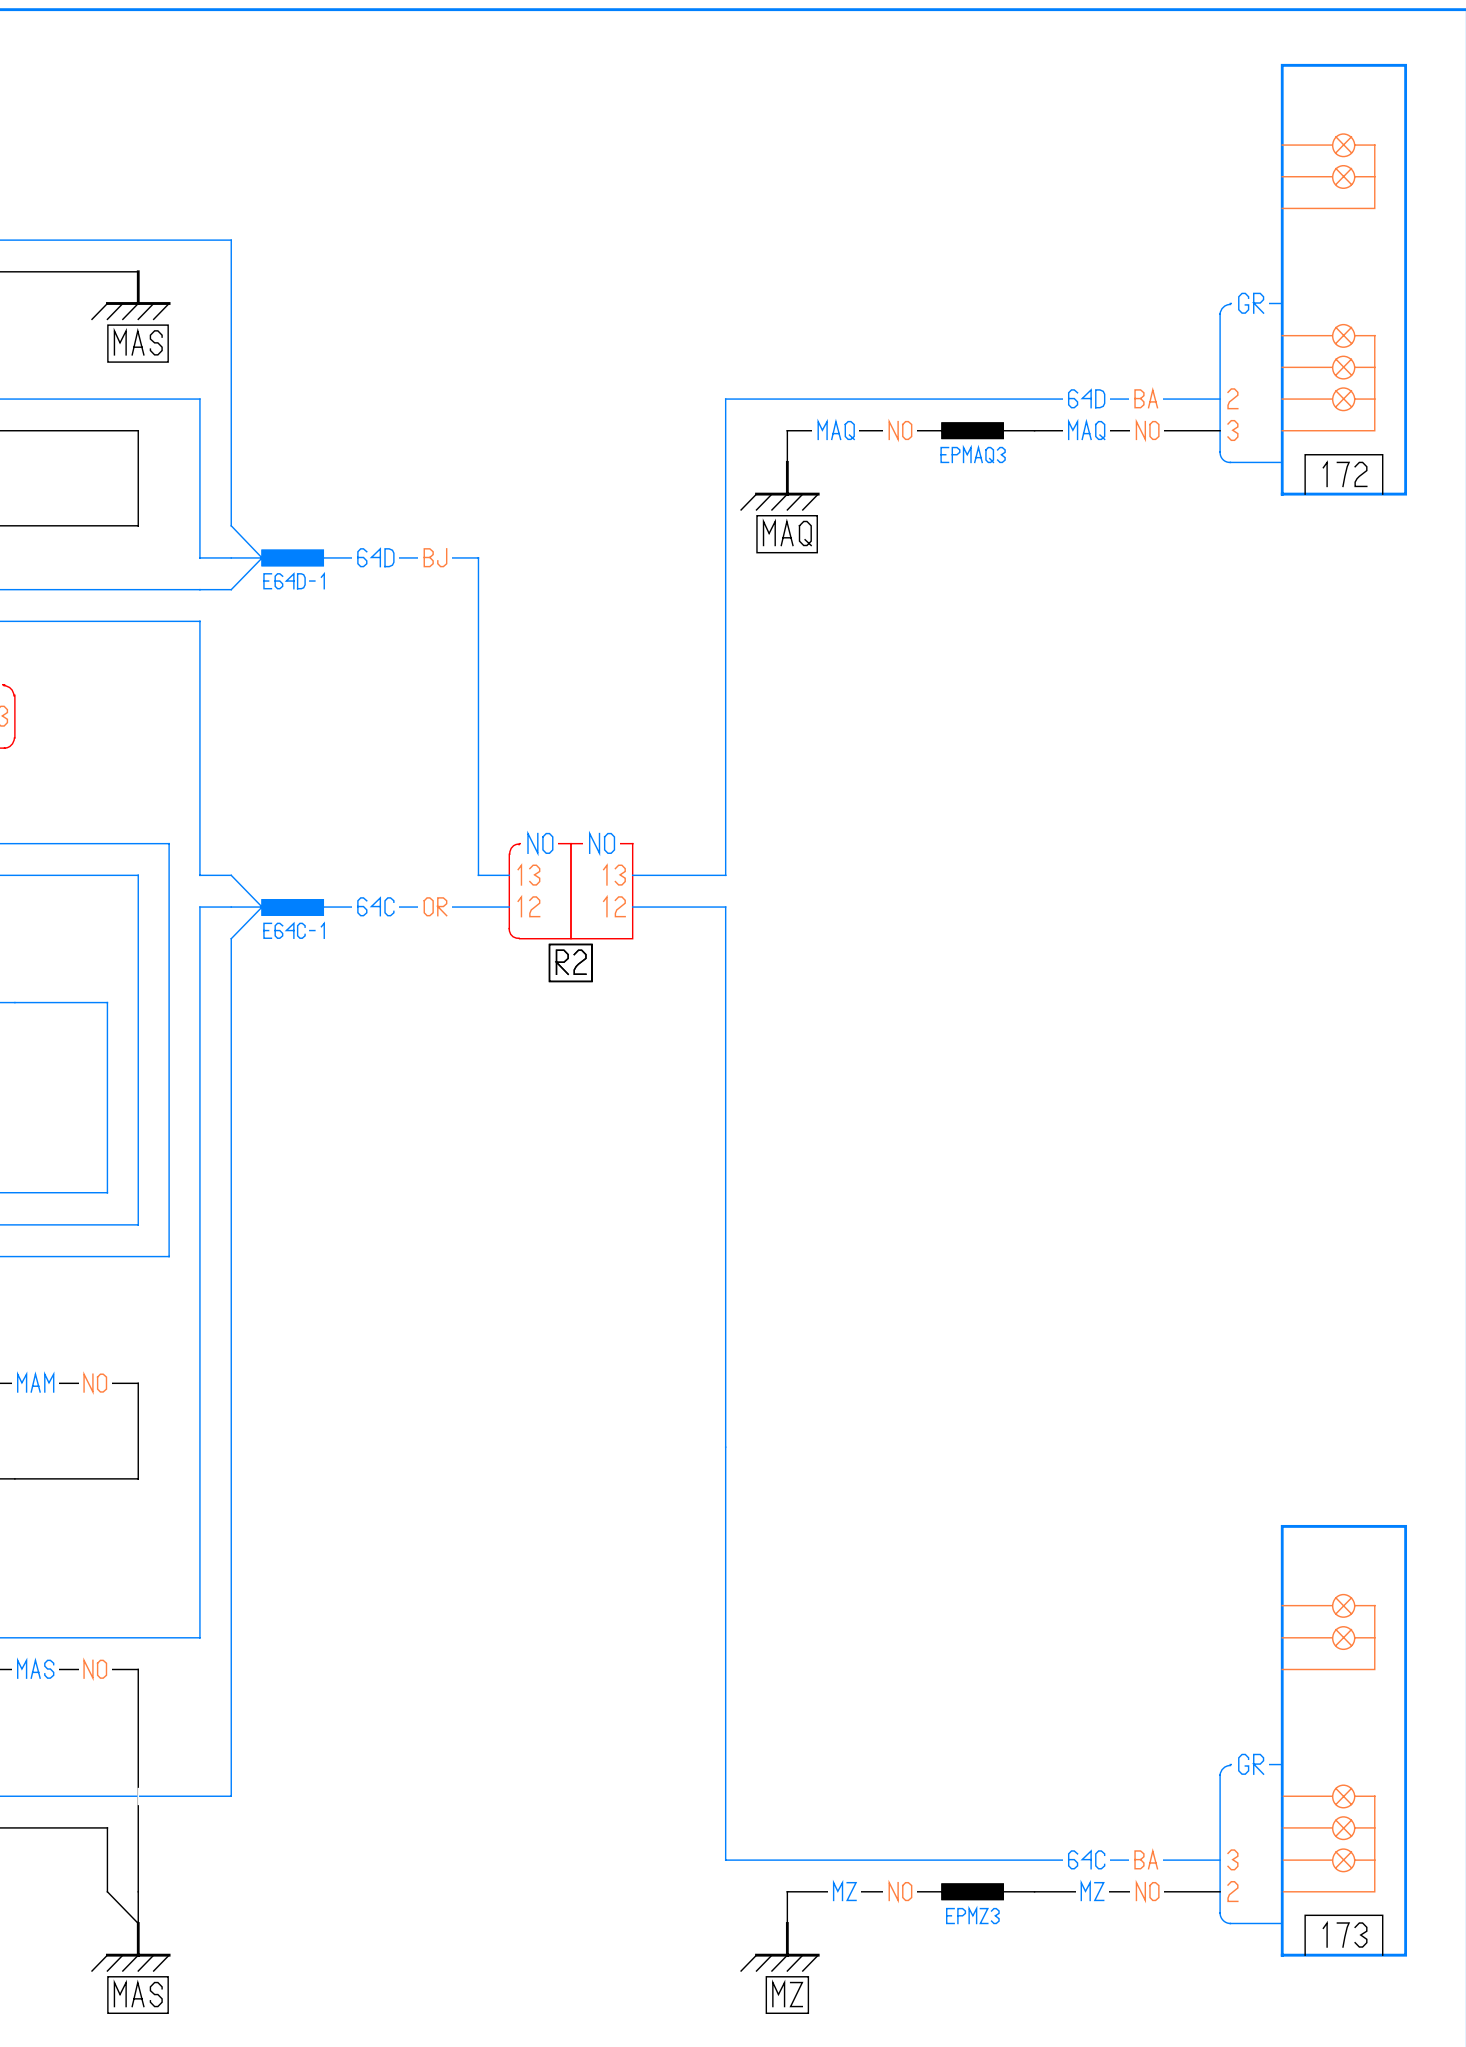 GR
MAS
64D BA 2
MAQ NO MAQ NO 3
EPMAQ3
172
MAQ
64D BJ
E64D-1
3
NO NO
13 13
64C OR 12 12
E64C-1
R2
MAM NO
MAS NO
GR
64C BA 3
MZ NO MZ NO 2
EPMZ3
173
MAS
MZ